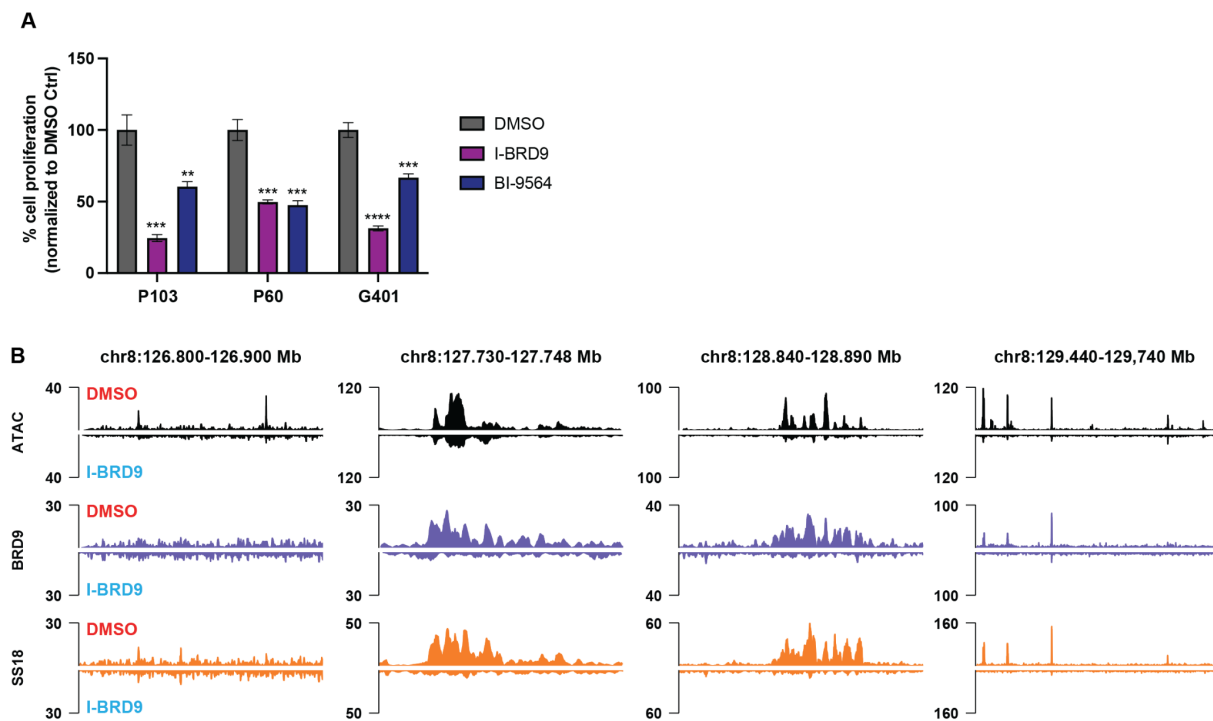 A
% cell proliferation
(normalized to DMSO Ctrl)
150
100
50
0
*** ** *** *** **** ***
P103 P60 G401
DMSO
I-BRD9
BI-9564
B
chr8:126.800-126.900 Mb chr8:127.730-127.748 Mb chr8:128.840-128.890 Mb chr8:129.440-129,740 Mb
ATAC
40 DMSO 120 100 120
40 I-BRD9 120 100 120
BRD9
30 DMSO 30 40 100
30 I-BRD9 30 40 100
SS18
30 DMSO 50 60 160
30 I-BRD9 50 60 160